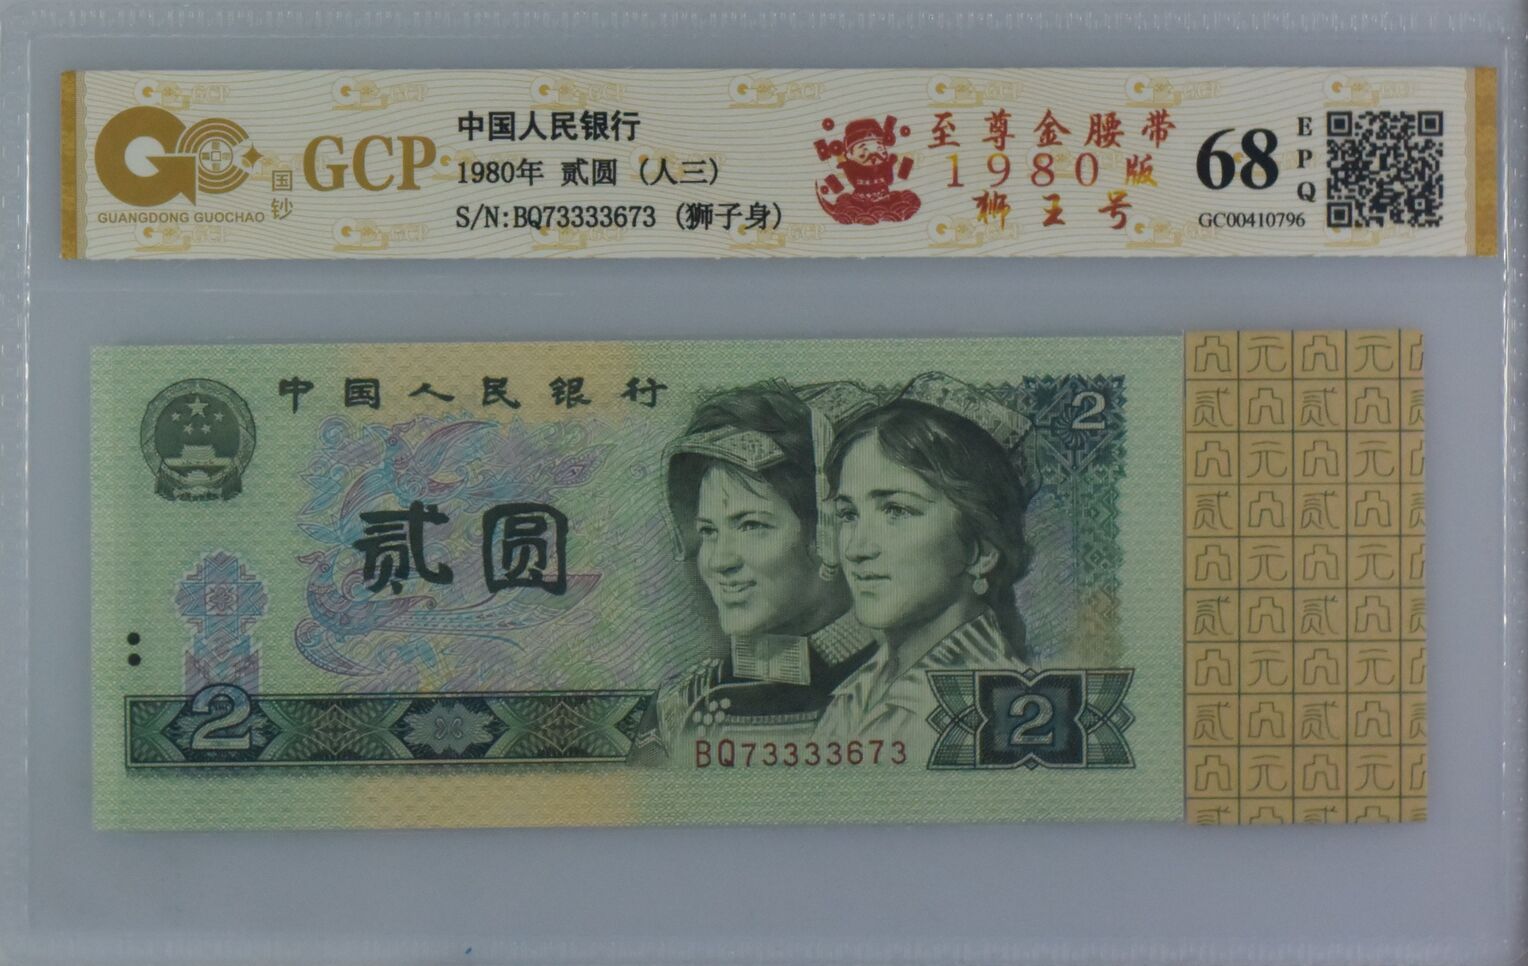 GCP
GUANGDONG GUOCHAO
国钞
中国人民银行
1980年 贰圆 (人三)
S/N:BQ73333673 (狮子身)
至尊金腰带
1980版
狮王号
68
EPQ
GC00410796
中国人民银行
贰圆
2
2
BQ73333673
2